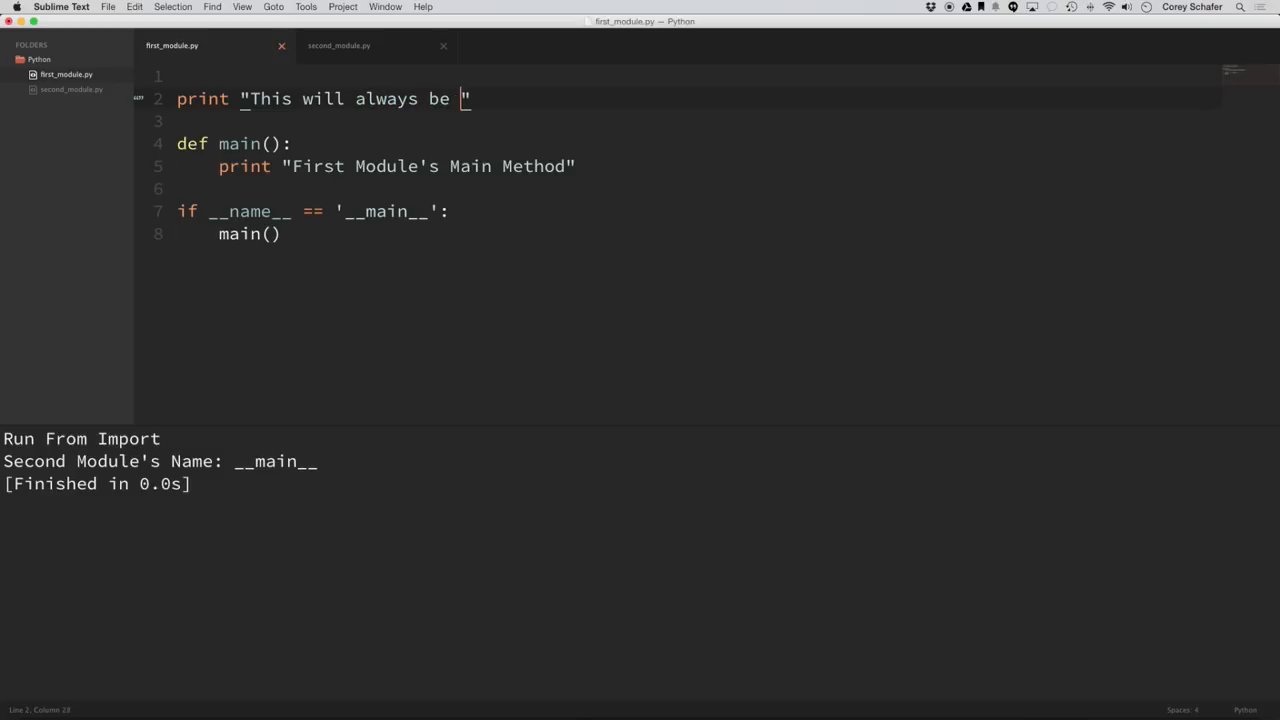 Sublime Text File Edit Selection Find View Goto Tools Project Window Help Corey Schafer
first_module.py — Python
FOLDERS
Python
first_module.py
second_module.py
first_module.py second_module.py
1
2 print "This will always be "
3
4 def main():
5 print "First Module's Main Method"
6
7 if __name__ == '__main__':
8 main()
Run From Import
Second Module's Name: __main__
[Finished in 0.0s]
Line 2, Column 28 Spaces: 4 Python